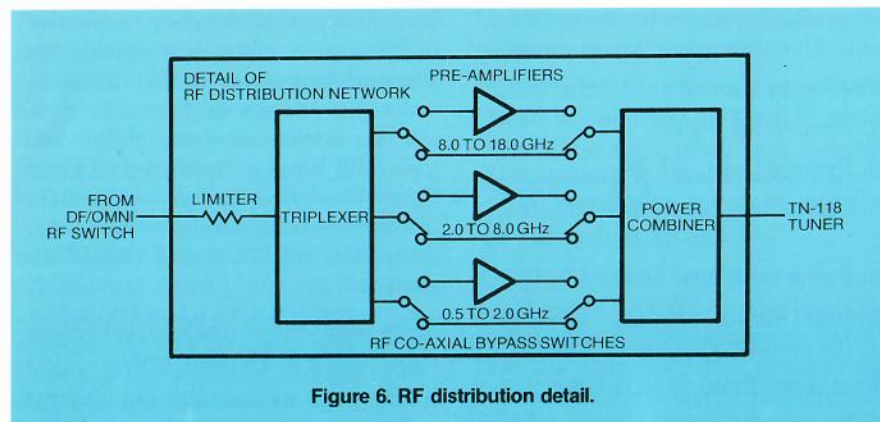 DETAIL OF
RF DISTRIBUTION NETWORK
PRE-AMPLIFIERS
8.0 TO 18.0 GHz
FROM
DF/OMNI
RF SWITCH
LIMITER
TRIPLEXER
2.0 TO 8.0 GHz
POWER
COMBINER
TN-118
TUNER
0.5 TO 2.0 GHz
RF CO-AXIAL BYPASS SWITCHES
Figure 6. RF distribution detail.